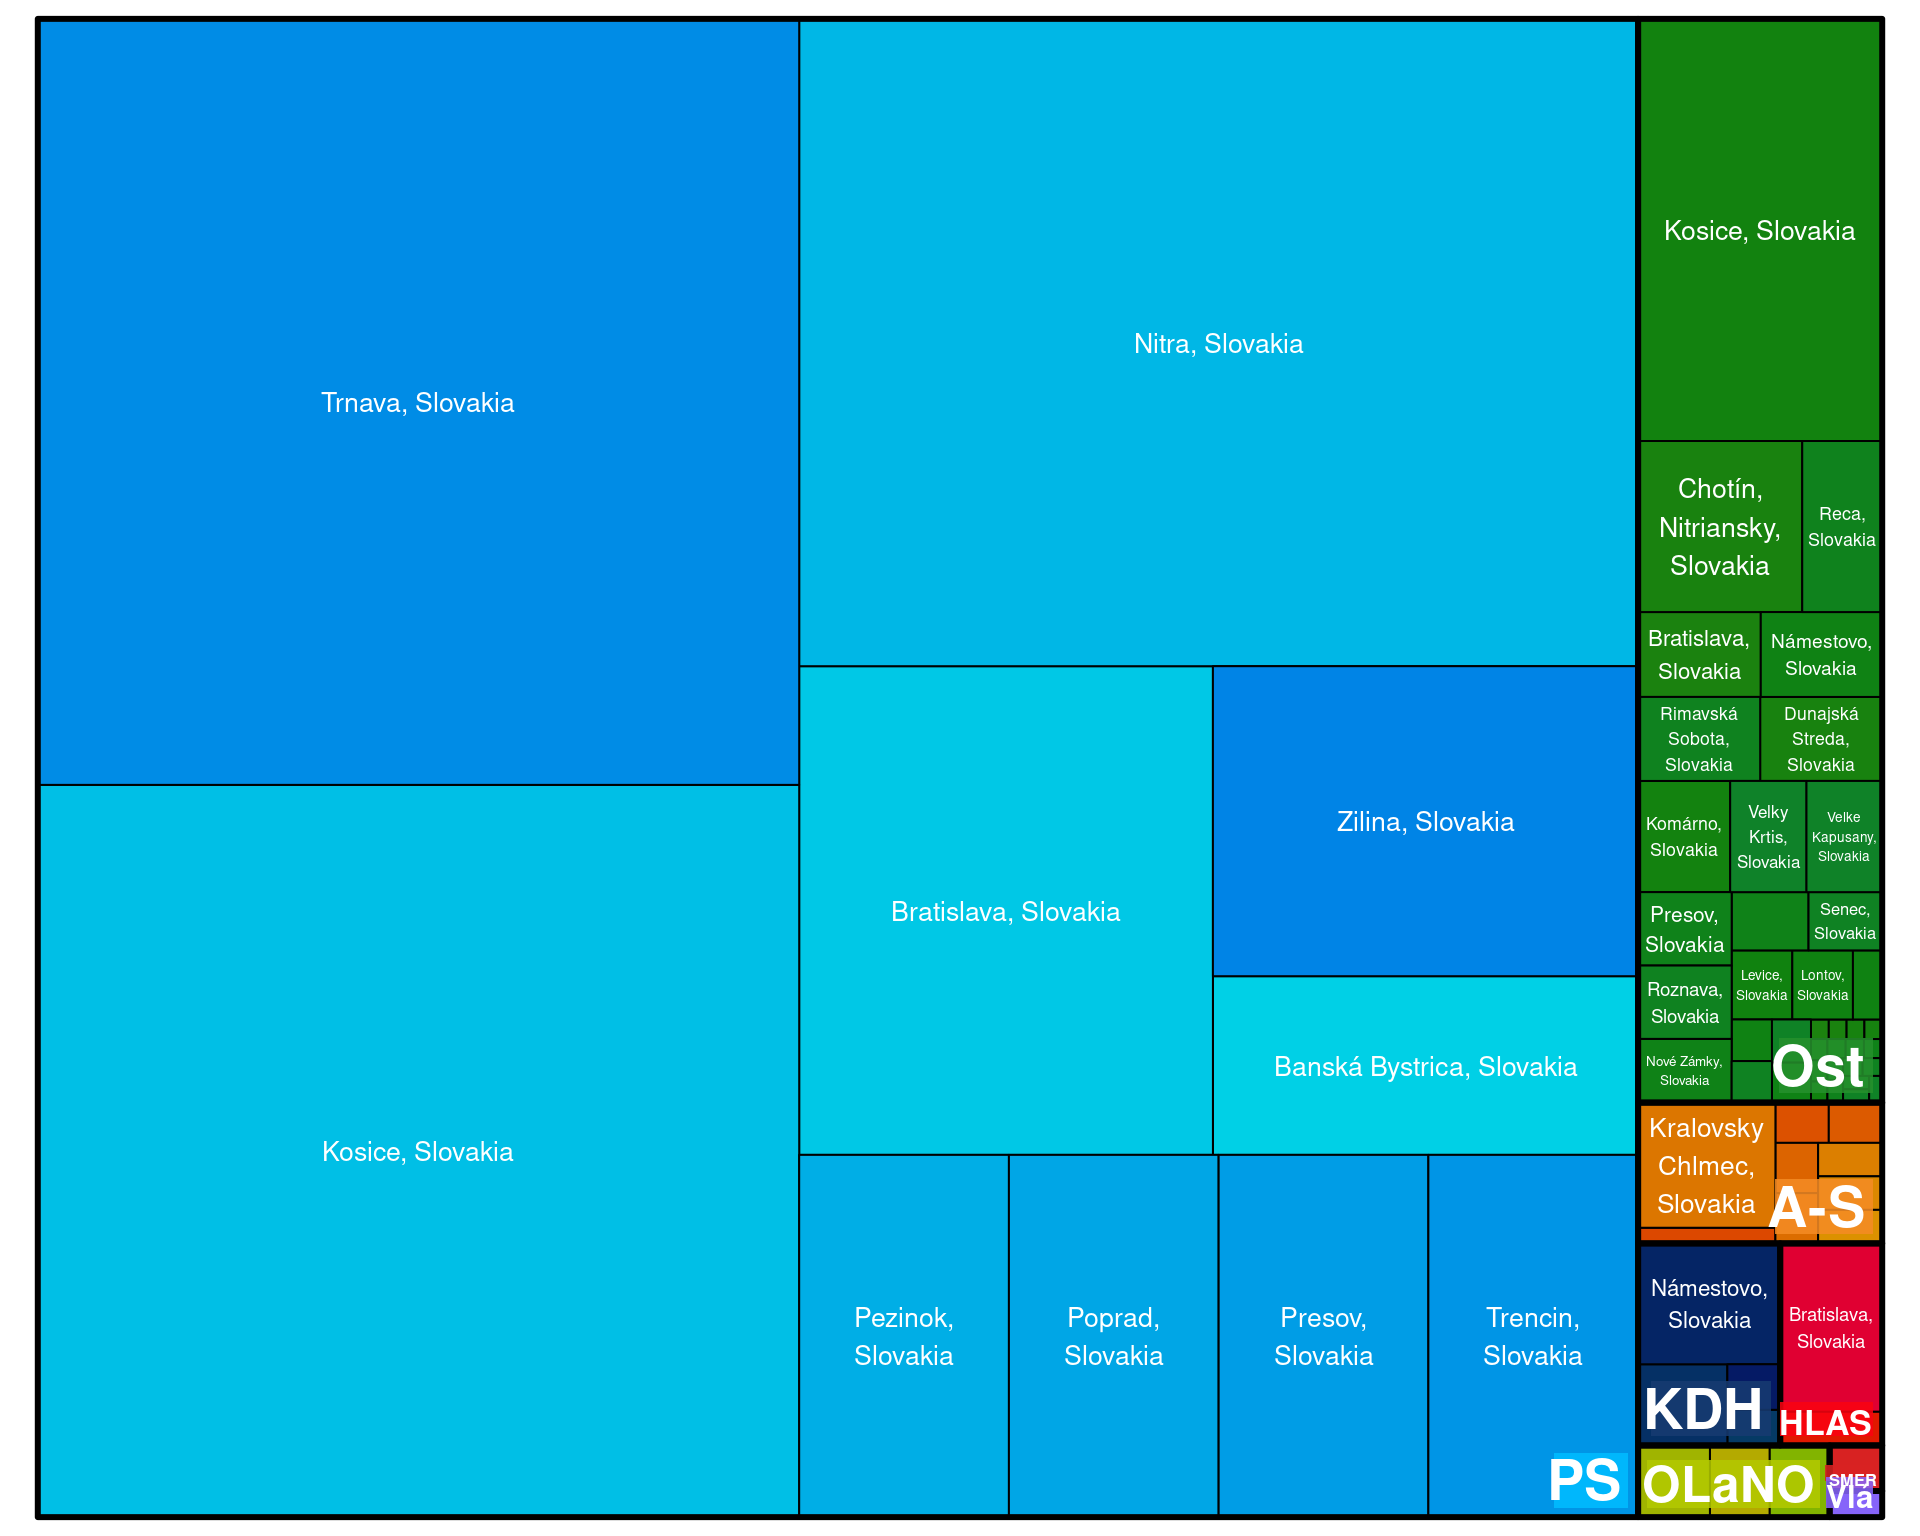 Trnava, Slovakia
Kosice, Slovakia
Nitra, Slovakia
Bratislava, Slovakia
Zilina, Slovakia
Banská Bystrica, Slovakia
Pezinok,
Slovakia
Poprad,
Slovakia
Presov,
Slovakia
Trencin,
Slovakia
PS
Kosice, Slovakia
Chotín,
Nitriansky,
Slovakia
Reca,
Slovakia
Bratislava,
Slovakia
Námestovo,
Slovakia
Rimavská
Sobota,
Slovakia
Dunajská
Streda,
Slovakia
Komárno,
Slovakia
Velky
Krtis,
Slovakia
Velke
Kapusany,
Slovakia
Presov,
Slovakia
Senec,
Slovakia
Roznava,
Slovakia
Levice,
Slovakia
Lontov,
Slovakia
Nové Zámky,
Slovakia
Ost
Kralovsky
Chlmec,
Slovakia
A-S
Námestovo,
Slovakia
KDH
Bratislava,
Slovakia
HLAS
OLaNO
SMER
Vlá